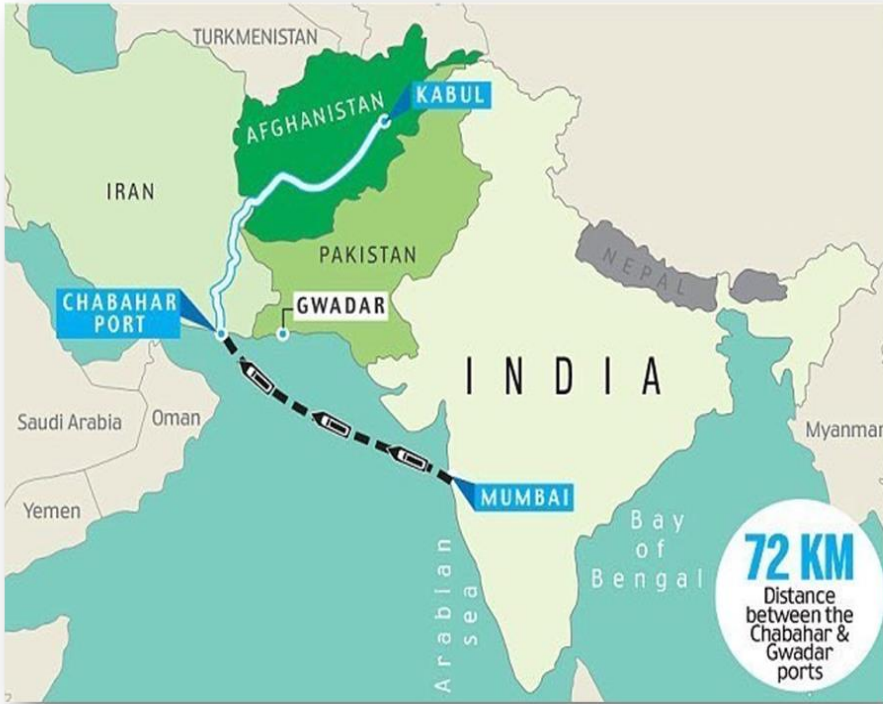 TURKMENISTAN
AFGHANISTAN
KABUL
IRAN
PAKISTAN
NEPAL
CHABAHAR
PORT
GWADAR
INDIA
Saudi Arabia
Oman
Myanmar
Yemen
MUMBAI
Arabian
sea
Bay
of
Bengal
72 KM
Distance
between the
Chabahar &
Gwadar
ports